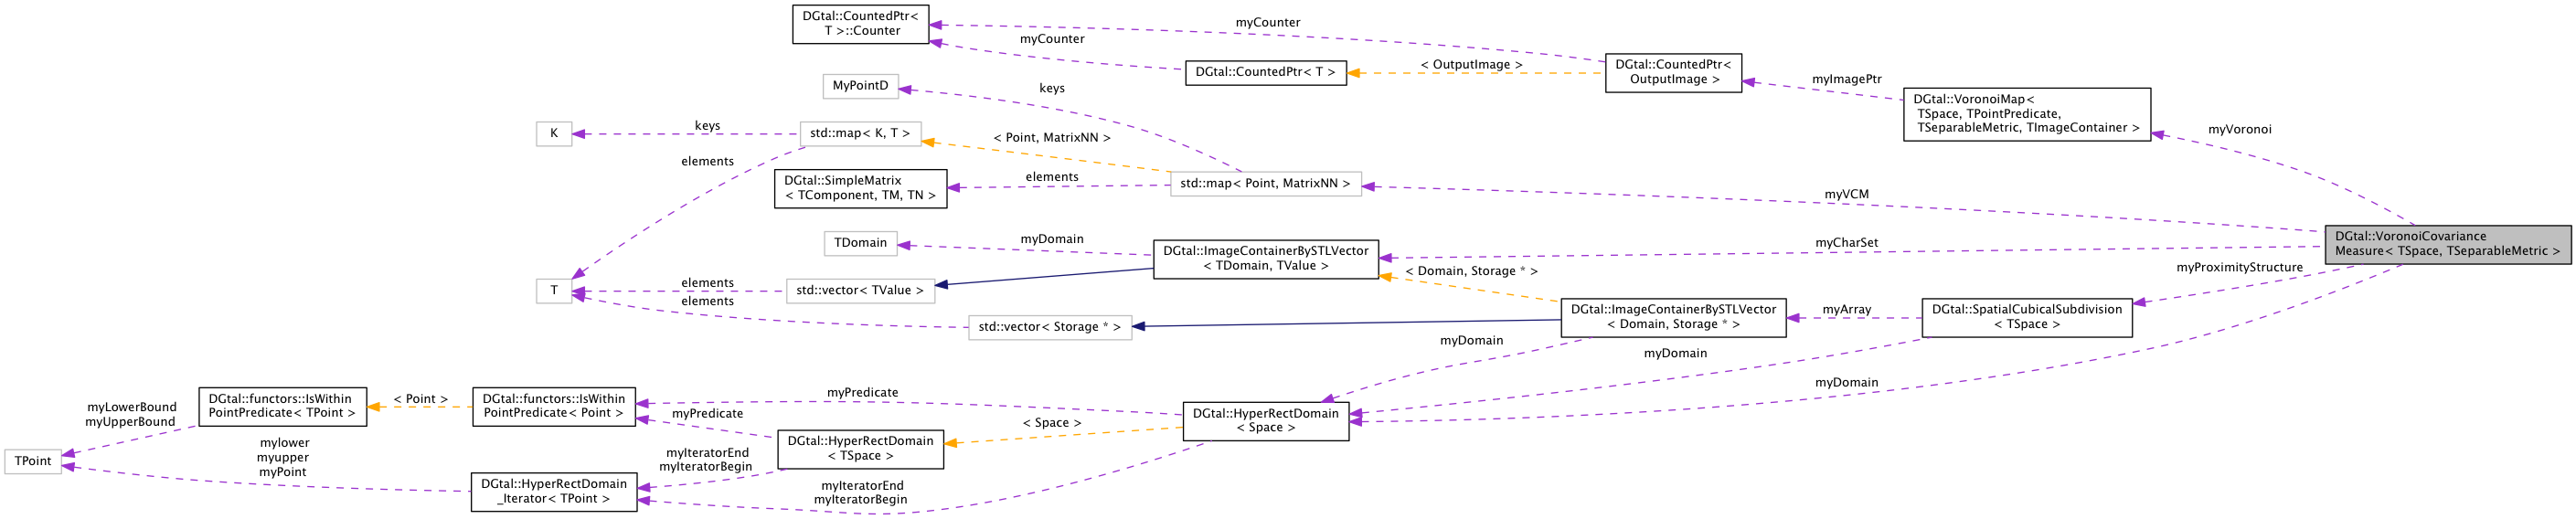 DGtal::CountedPtr<
T >::Counter
myCounter
myCounter
DGtal::CountedPtr< T >
< OutputImage >
DGtal::CountedPtr<
OutputImage >
myImagePtr
DGtal::VoronoiMap<
TSpace, TPointPredicate,
TSeparableMetric, TImageContainer >
myVoronoi
MyPointD
keys
K
keys
std::map< K, T >
< Point, MatrixNN >
elements
DGtal::SimpleMatrix
< TComponent, TM, TN >
elements
std::map< Point, MatrixNN >
myVCM
DGtal::VoronoiCovariance
Measure< TSpace, TSeparableMetric >
TDomain
myDomain
DGtal::ImageContainerBySTLVector
< TDomain, TValue >
myCharSet
< Domain, Storage * >
myProximityStructure
T
elements
elements
std::vector< TValue >
std::vector< Storage * >
DGtal::ImageContainerBySTLVector
< Domain, Storage * >
myArray
DGtal::SpatialCubicalSubdivision
< TSpace >
myDomain
myDomain
myDomain
DGtal::functors::IsWithin
PointPredicate< TPoint >
< Point >
DGtal::functors::IsWithin
PointPredicate< Point >
myPredicate
myPredicate
DGtal::HyperRectDomain
< Space >
< Space >
myLowerBound
myUpperBound
TPoint
mylower
myupper
myPoint
DGtal::HyperRectDomain
< TSpace >
myIteratorEnd
myIteratorBegin
DGtal::HyperRectDomain
_Iterator< TPoint >
myIteratorEnd
myIteratorBegin